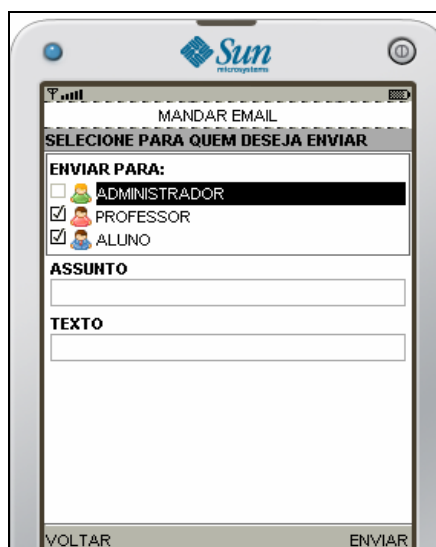 Sun
microsystems
MANDAR EMAIL
SELECIONE PARA QUEM DESEJA ENVIAR
ENVIAR PARA:
ADMINISTRADOR
PROFESSOR
ALUNO
ASSUNTO
TEXTO
VOLTAR ENVIAR